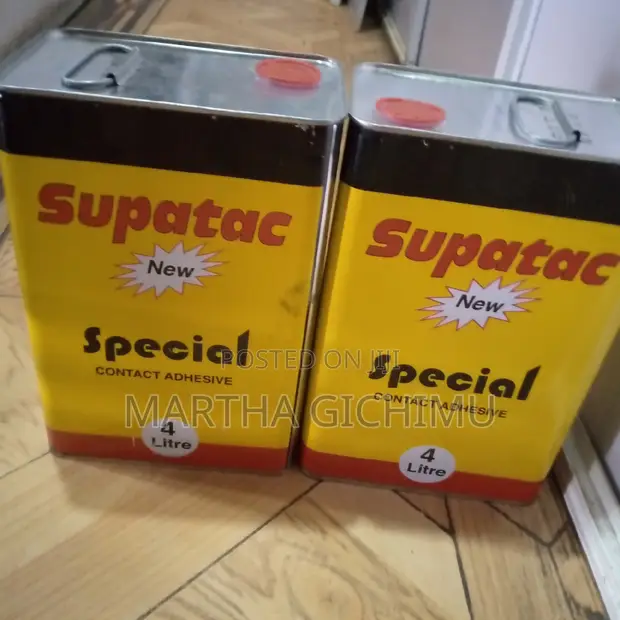 Supatac
New
Special
CONTACT ADHESIVE
4
Litre
Supatac
New
Special
CONTACT ADHESIVE
4
Litre
POSTED ON JIJI
MARTHA GICHIMU